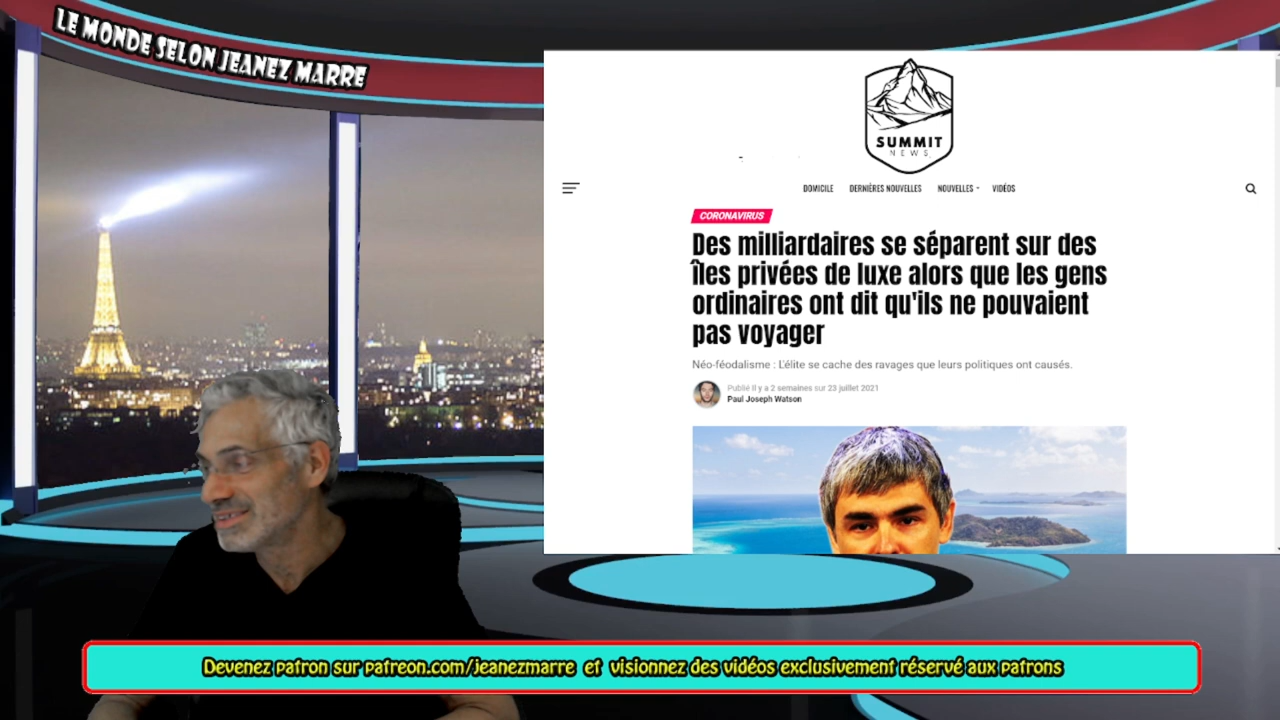 LE MONDE SELON JEANEZ MARRE
SUMMIT
NEWS
DOMICILE DERNIÈRES NOUVELLES NOUVELLES VIDÉOS
CORONAVIRUS
Des milliardaires se séparent sur des
îles privées de luxe alors que les gens
ordinaires ont dit qu'ils ne pouvaient
pas voyager
Néo-féodalisme : L'élite se cache des ravages que leurs politiques ont causés.
Publié Il y a 2 semaines sur 23 juillet 2021
Paul Joseph Watson
Devenez patron sur patreon.com/jeanezmarre et visionnez des vidéos exclusivement réservé aux patrons